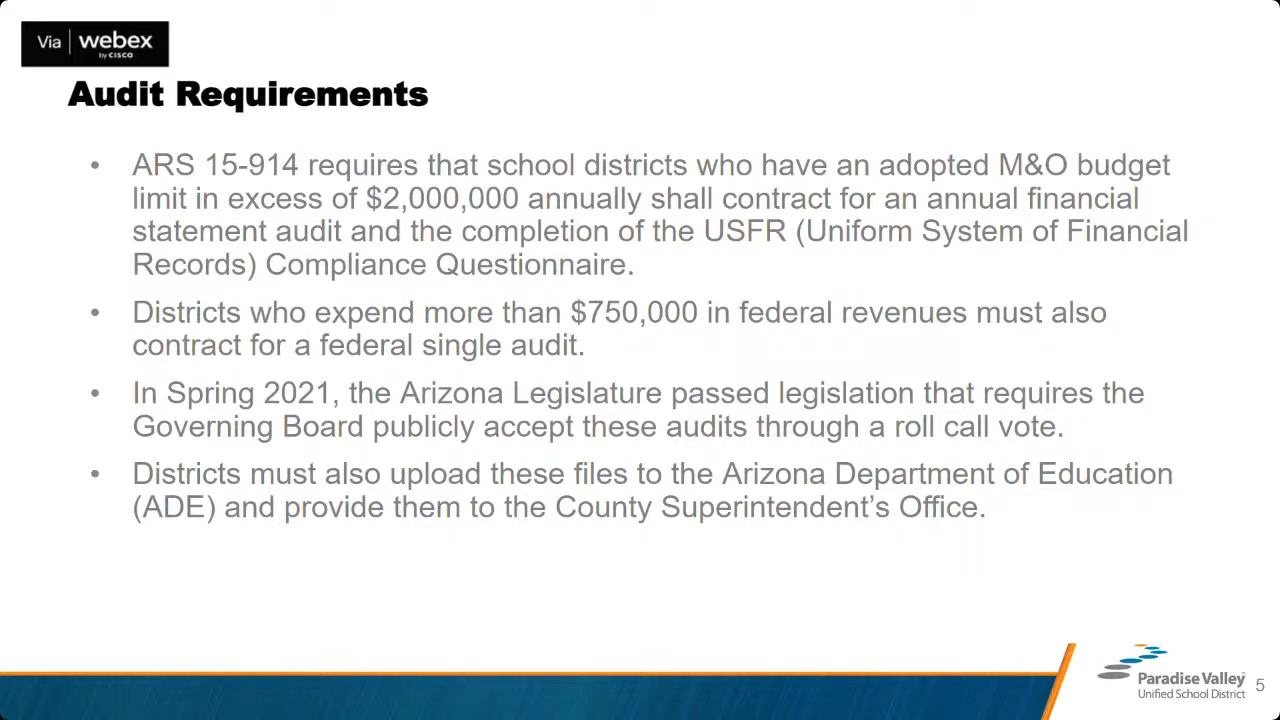 Via webex
by CISCO
Audit Requirements
• ARS 15-914 requires that school districts who have an adopted M&O budget
limit in excess of $2,000,000 annually shall contract for an annual financial
statement audit and the completion of the USFR (Uniform System of Financial
Records) Compliance Questionnaire.
• Districts who expend more than $750,000 in federal revenues must also
contract for a federal single audit.
• In Spring 2021, the Arizona Legislature passed legislation that requires the
Governing Board publicly accept these audits through a roll call vote.
• Districts must also upload these files to the Arizona Department of Education
(ADE) and provide them to the County Superintendent’s Office.
Paradise Valley
Unified School District
5